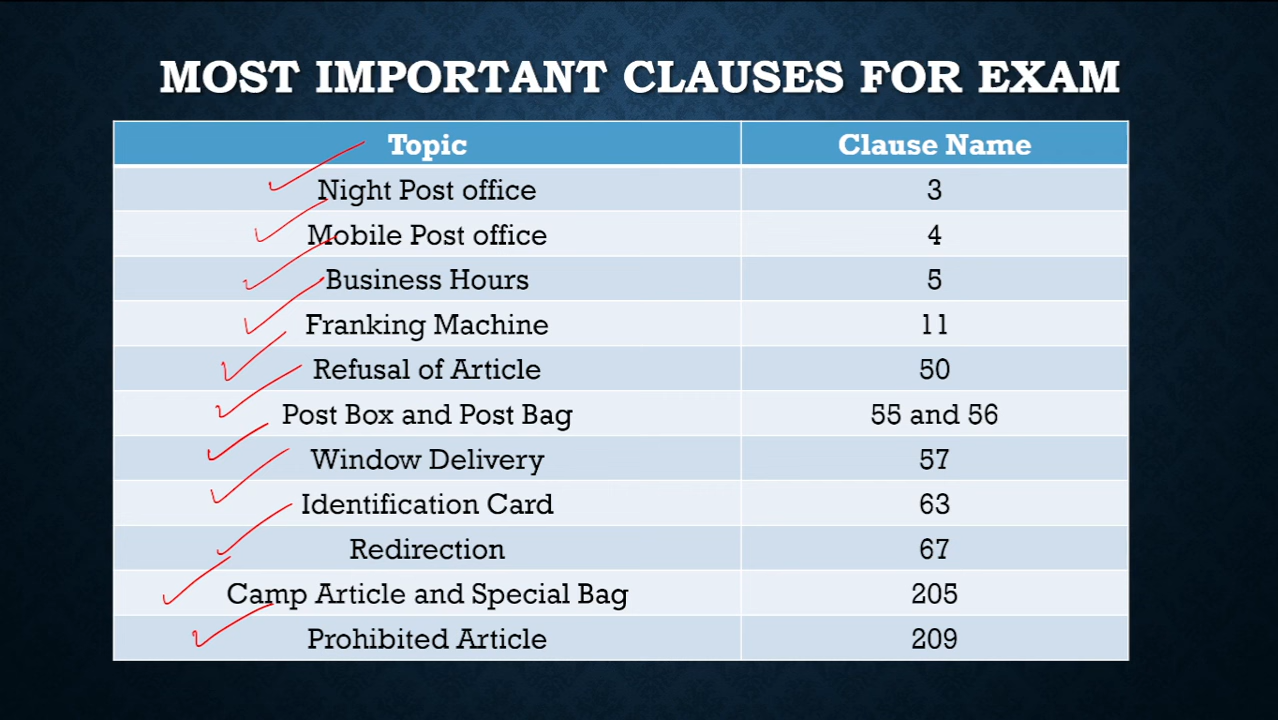 MOST IMPORTANT CLAUSES FOR EXAM
Topic Clause Name
Night Post office 3
Mobile Post office 4
Business Hours 5
Franking Machine 11
Refusal of Article 50
Post Box and Post Bag 55 and 56
Window Delivery 57
Identification Card 63
Redirection 67
Camp Article and Special Bag 205
Prohibited Article 209